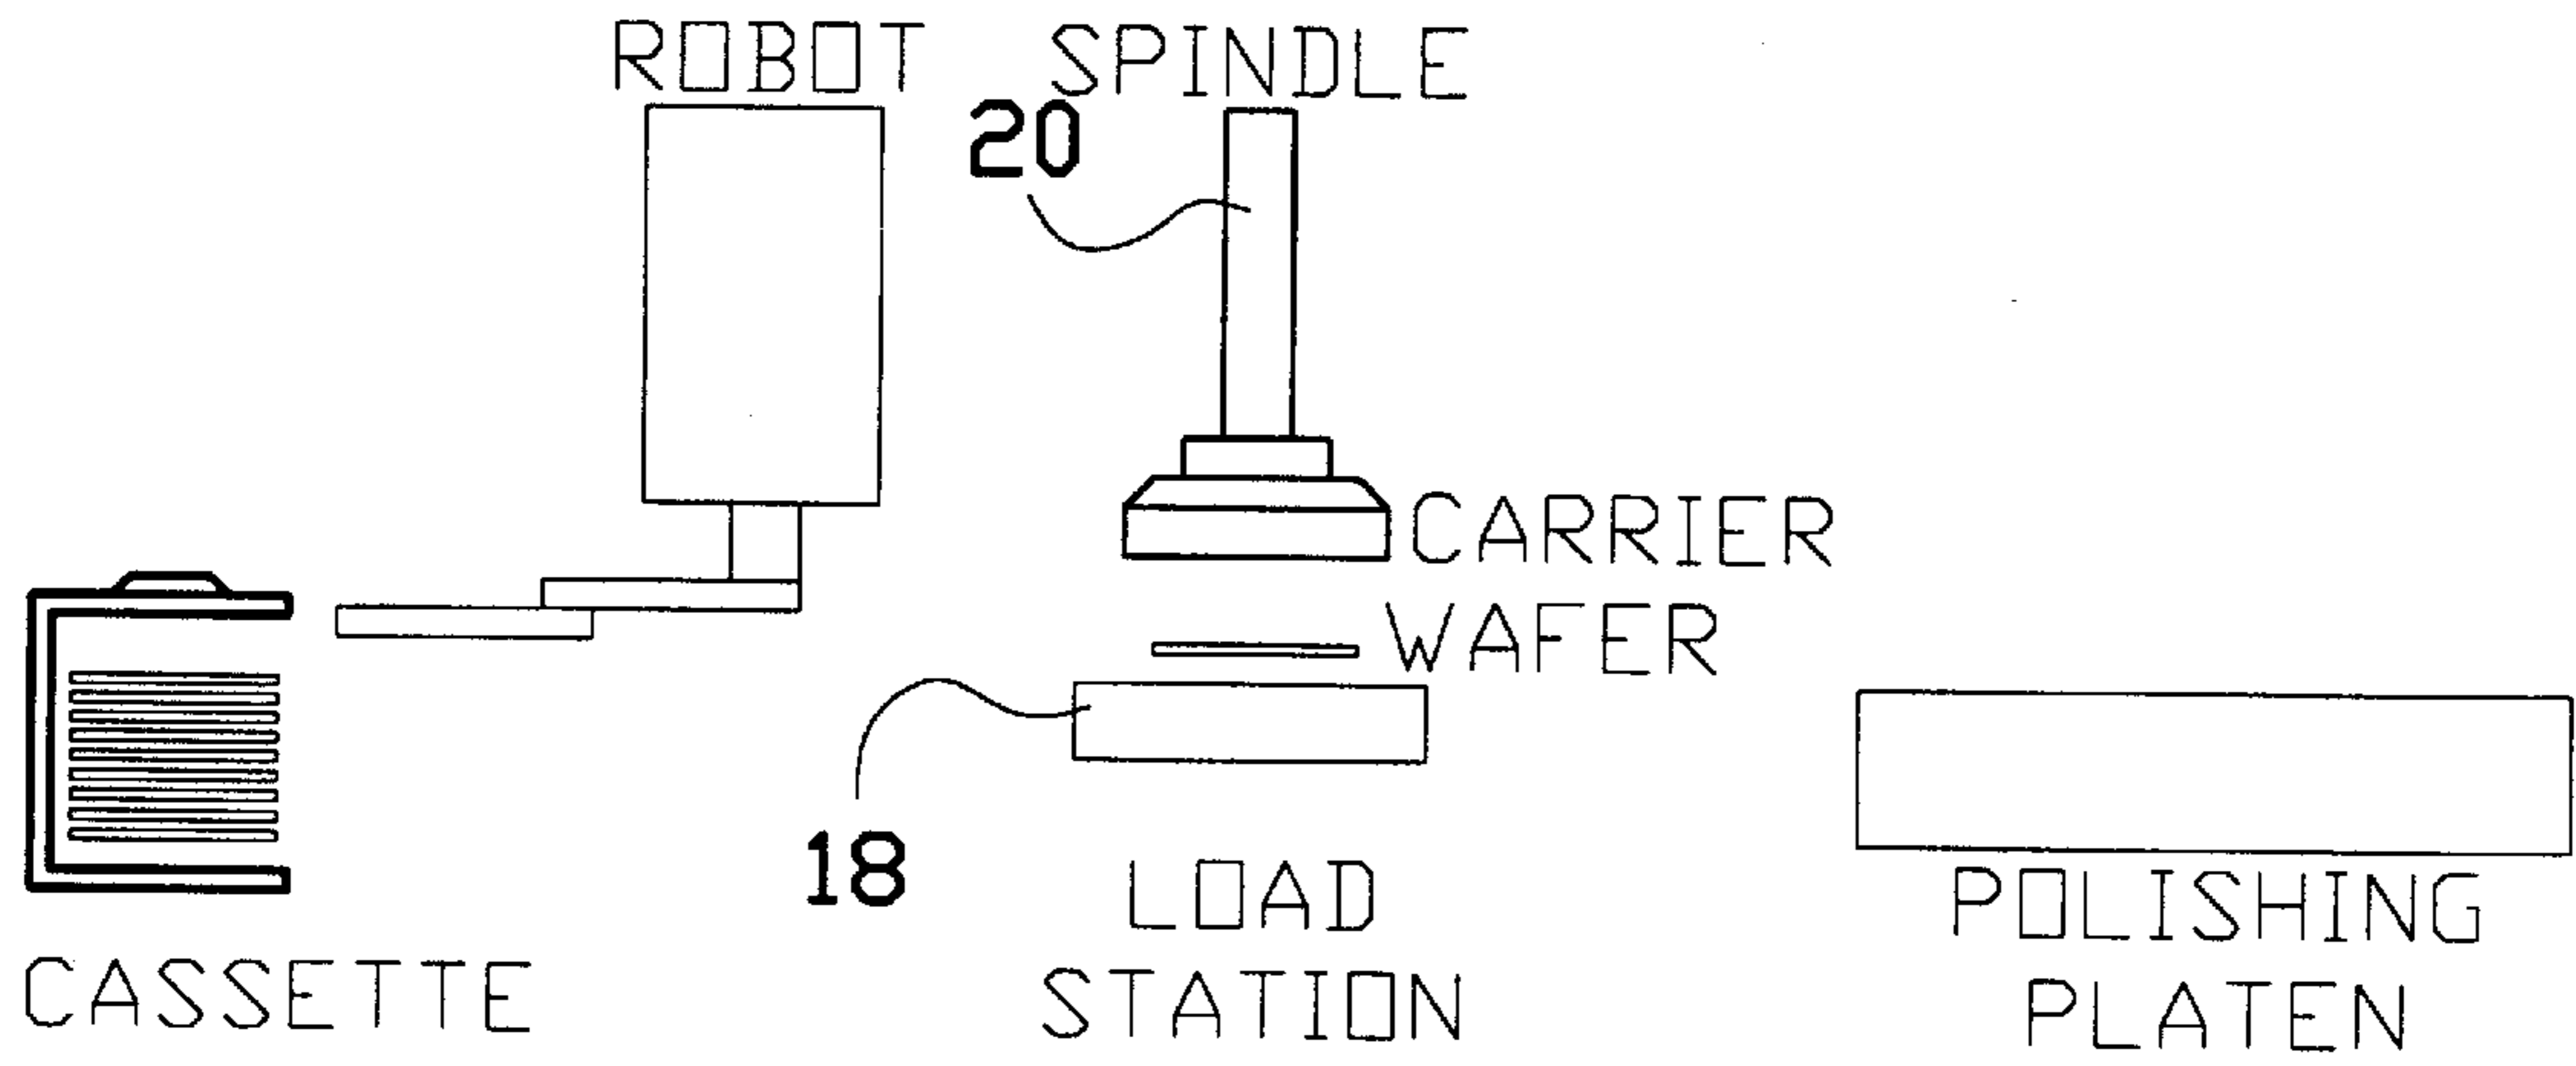 ROBOT
SPINDLE
20
CARRIER
WAFER
18
LOAD
STATION
POLISHING
PLATEN
CASSETTE